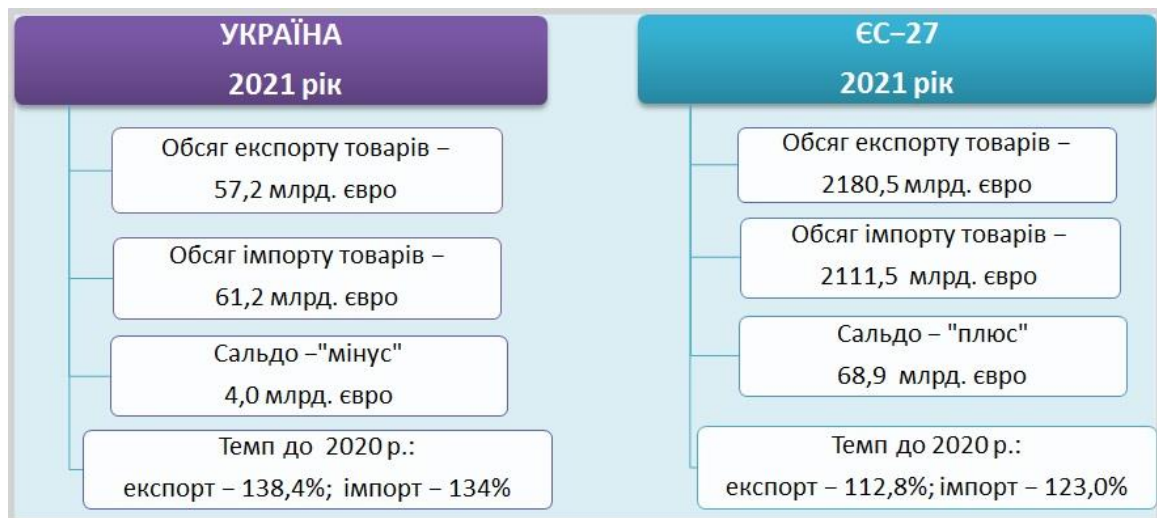 УКРАЇНА
2021 рік
Обсяг експорту товарів –
57,2 млрд. євро
Обсяг імпорту товарів –
61,2 млрд. євро
Сальдо –"мінус"
4,0 млрд. євро
Темп до 2020 р.:
експорт – 138,4%; імпорт – 134%
ЄС–27
2021 рік
Обсяг експорту товарів –
2180,5 млрд. євро
Обсяг імпорту товарів –
2111,5 млрд. євро
Сальдо – "плюс"
68,9 млрд. євро
Темп до 2020 р.:
експорт – 112,8%; імпорт – 123,0%